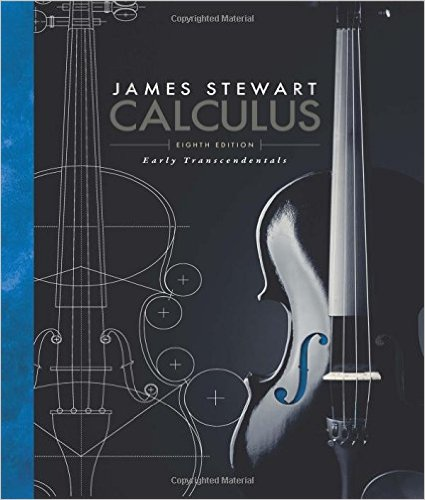 Copyrighted Material
JAMES STEWART
CALCULUS
EIGHTH EDITION
Early Transcendentals
Copyrighted Material